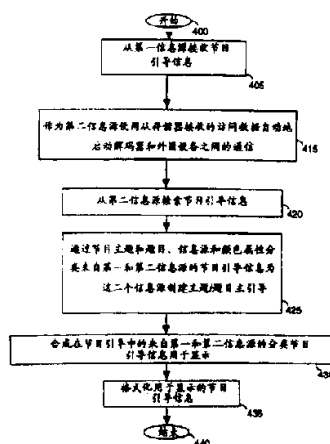 开始
400
从第一信息源接收节目
引导信息
405
作为第二信息源使用从存储器接收的访问数据自动地
启动解码器和外围设备之间的通信
415
从第二信息源检索节目引导信息
420
通过节目主题和题目、信息源和颜色属性分
类来自第一和第二信息源的节目引导信息为
这二个信息源创建主题/题目主引导
425
合成在节目引导中的来自第一和第二信息源的分类节目
引导信息用于显示
430
格式化用于显示的节目
引导信息
435
结束
440